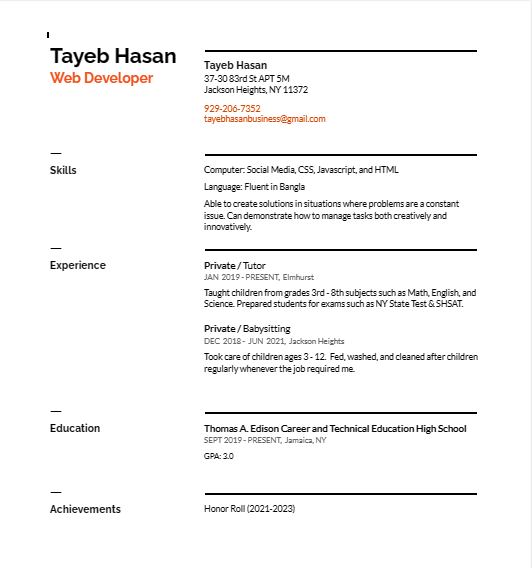 Tayeb Hasan
Web Developer
Tayeb Hasan
37-30 83rd St APT 5M
Jackson Heights, NY 11372
929-206-7352
tayebhasanbusiness@gmail.com
Skills
Computer: Social Media, CSS, Javascript, and HTML
Language: Fluent in Bangla
Able to create solutions in situations where problems are a constant
issue. Can demonstrate how to manage tasks both creatively and
innovatively.
Experience
Private / Tutor
JAN 2019 - PRESENT, Elmhurst
Taught children from grades 3rd - 8th subjects such as Math, English, and
Science. Prepared students for exams such as NY State Test & SHSAT.
Private / Babysitting
DEC 2018 - JUN 2021, Jackson Heights
Took care of children ages 3 - 12. Fed, washed, and cleaned after children
regularly whenever the job required me.
Education
Thomas A. Edison Career and Technical Education High School
SEPT 2019 - PRESENT, Jamaica, NY
GPA: 3.0
Achievements
Honor Roll (2021-2023)